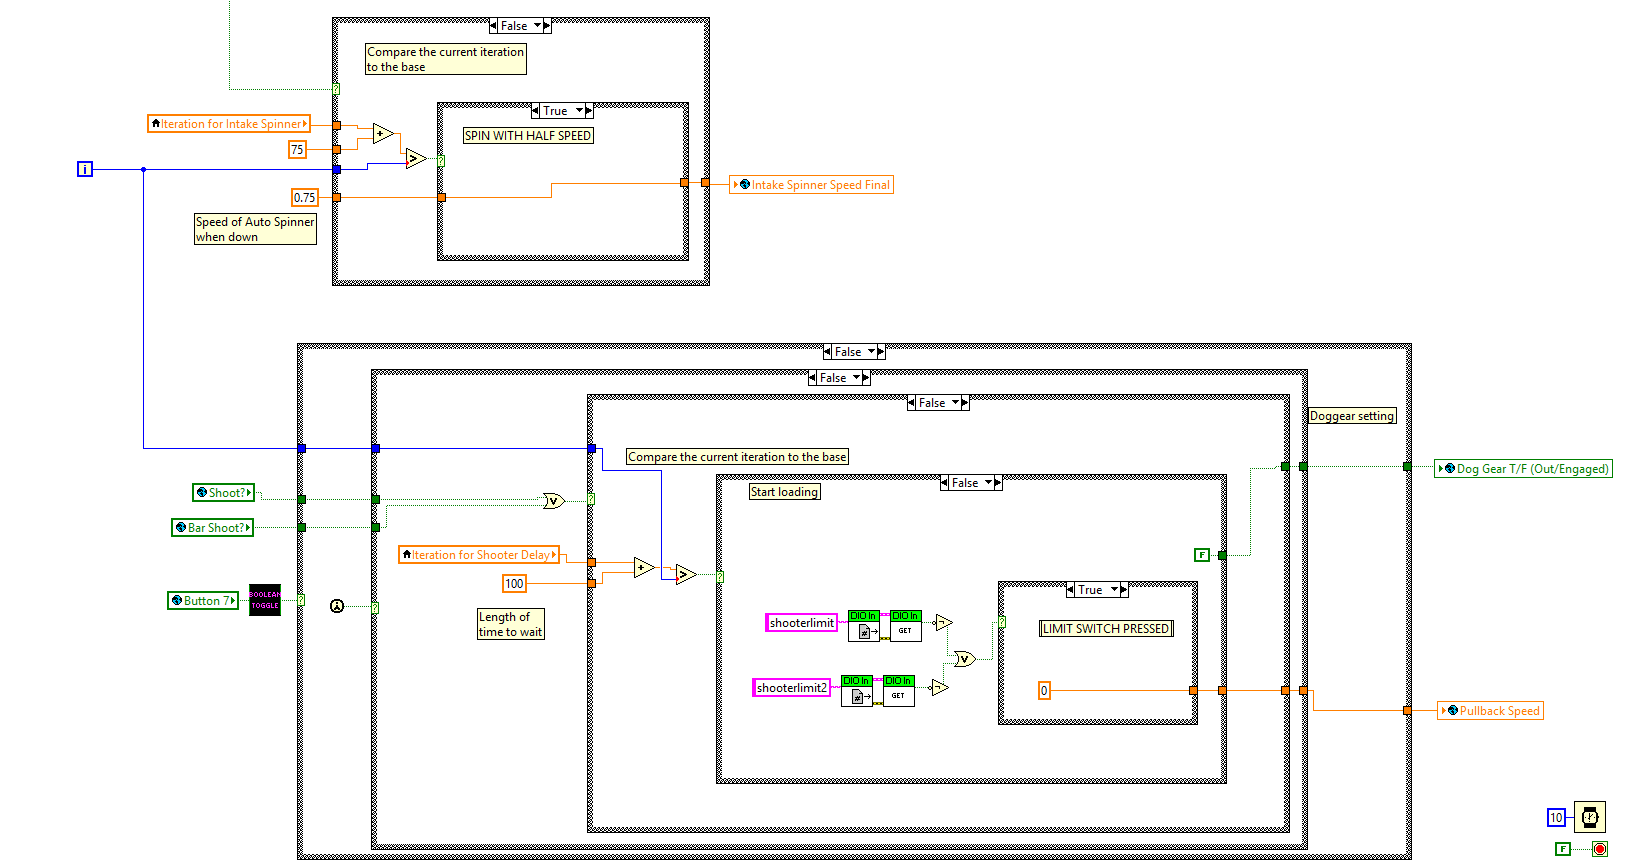 False
Compare the current iteration
to the base
True
Iteration for Intake Spinner
SPIN WITH HALF SPEED
75
i
Intake Spinner Speed Final
0.75
Speed of Auto Spinner
when down
False
False
False
Doggear setting
Compare the current iteration to the base
Dog Gear T/F (Out/Engaged)
False
Start loading
Shoot?
Bar Shoot?
Iteration for Shooter Delay
F
100
True
Button 7
BOOLEAN
TOGGLE
Length of
time to wait
shooterlimit
DIO In
DIO In
#
GET
LIMIT SWITCH PRESSED
shooterlimit2
DIO In
DIO In
#
GET
0
Pullback Speed
10
F